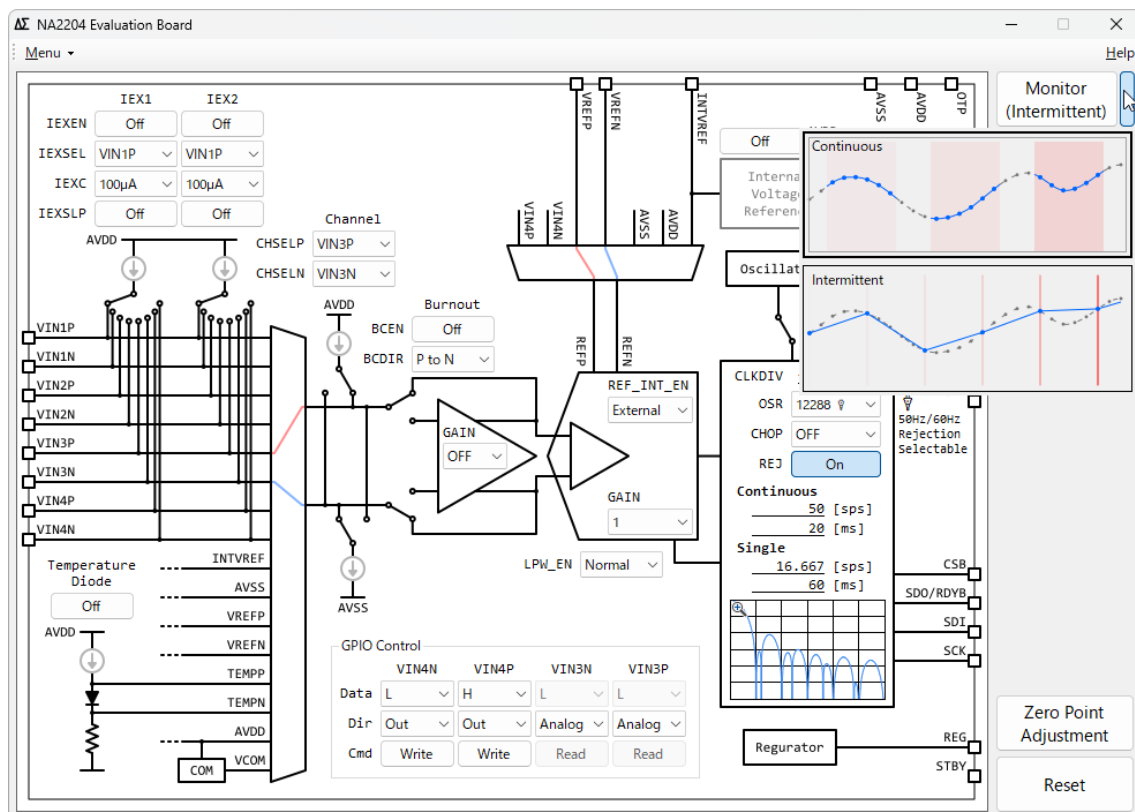 ΔΣ NA2204 Evaluation Board
Menu
Help
IEX1 IEX2
IEXEN Off Off
IEXSEL VIN1P VIN1P
IEXC 100µA 100µA
IEXSLP Off Off
AVDD
Channel
CHSELP VIN3P
CHSELN VIN3N
AVDD
Burnout
BCEN Off
BCDIR P to N
VREFP
VREFN
INTVREF
AVSS
AVDD
OTP
Off
Voltage
VIN4P
VIN4N
AVSS
AVDD
REFP
REFN
Monitor
(Intermittent)
Continuous
Intermittent
VIN1P
VIN1N
VIN2P
VIN2N
VIN3P
VIN3N
VIN4P
VIN4N
INTVREF
AVSS
VREFP
VREFN
TEMPP
TEMPN
AVDD
VCOM
COM
Temperature
Diode
Off
AVDD
AVSS
GAIN
OFF
REF_INT_EN
External
GAIN
1
LPW_EN Normal
CLKDIV
OSR 12288
CHOP OFF
REJ On
Continuous
50 [sps]
20 [ms]
Single
16.667 [sps]
60 [ms]
50Hz/60Hz
Rejection
Selectable
CSB
SDO/RDYB
SDI
SCK
GPIO Control
VIN4N VIN4P VIN3N VIN3P
Data L H L L
Dir Out Out Analog Analog
Cmd Write Write Read Read
Regurator
REG
STBY
Zero Point
Adjustment
Reset